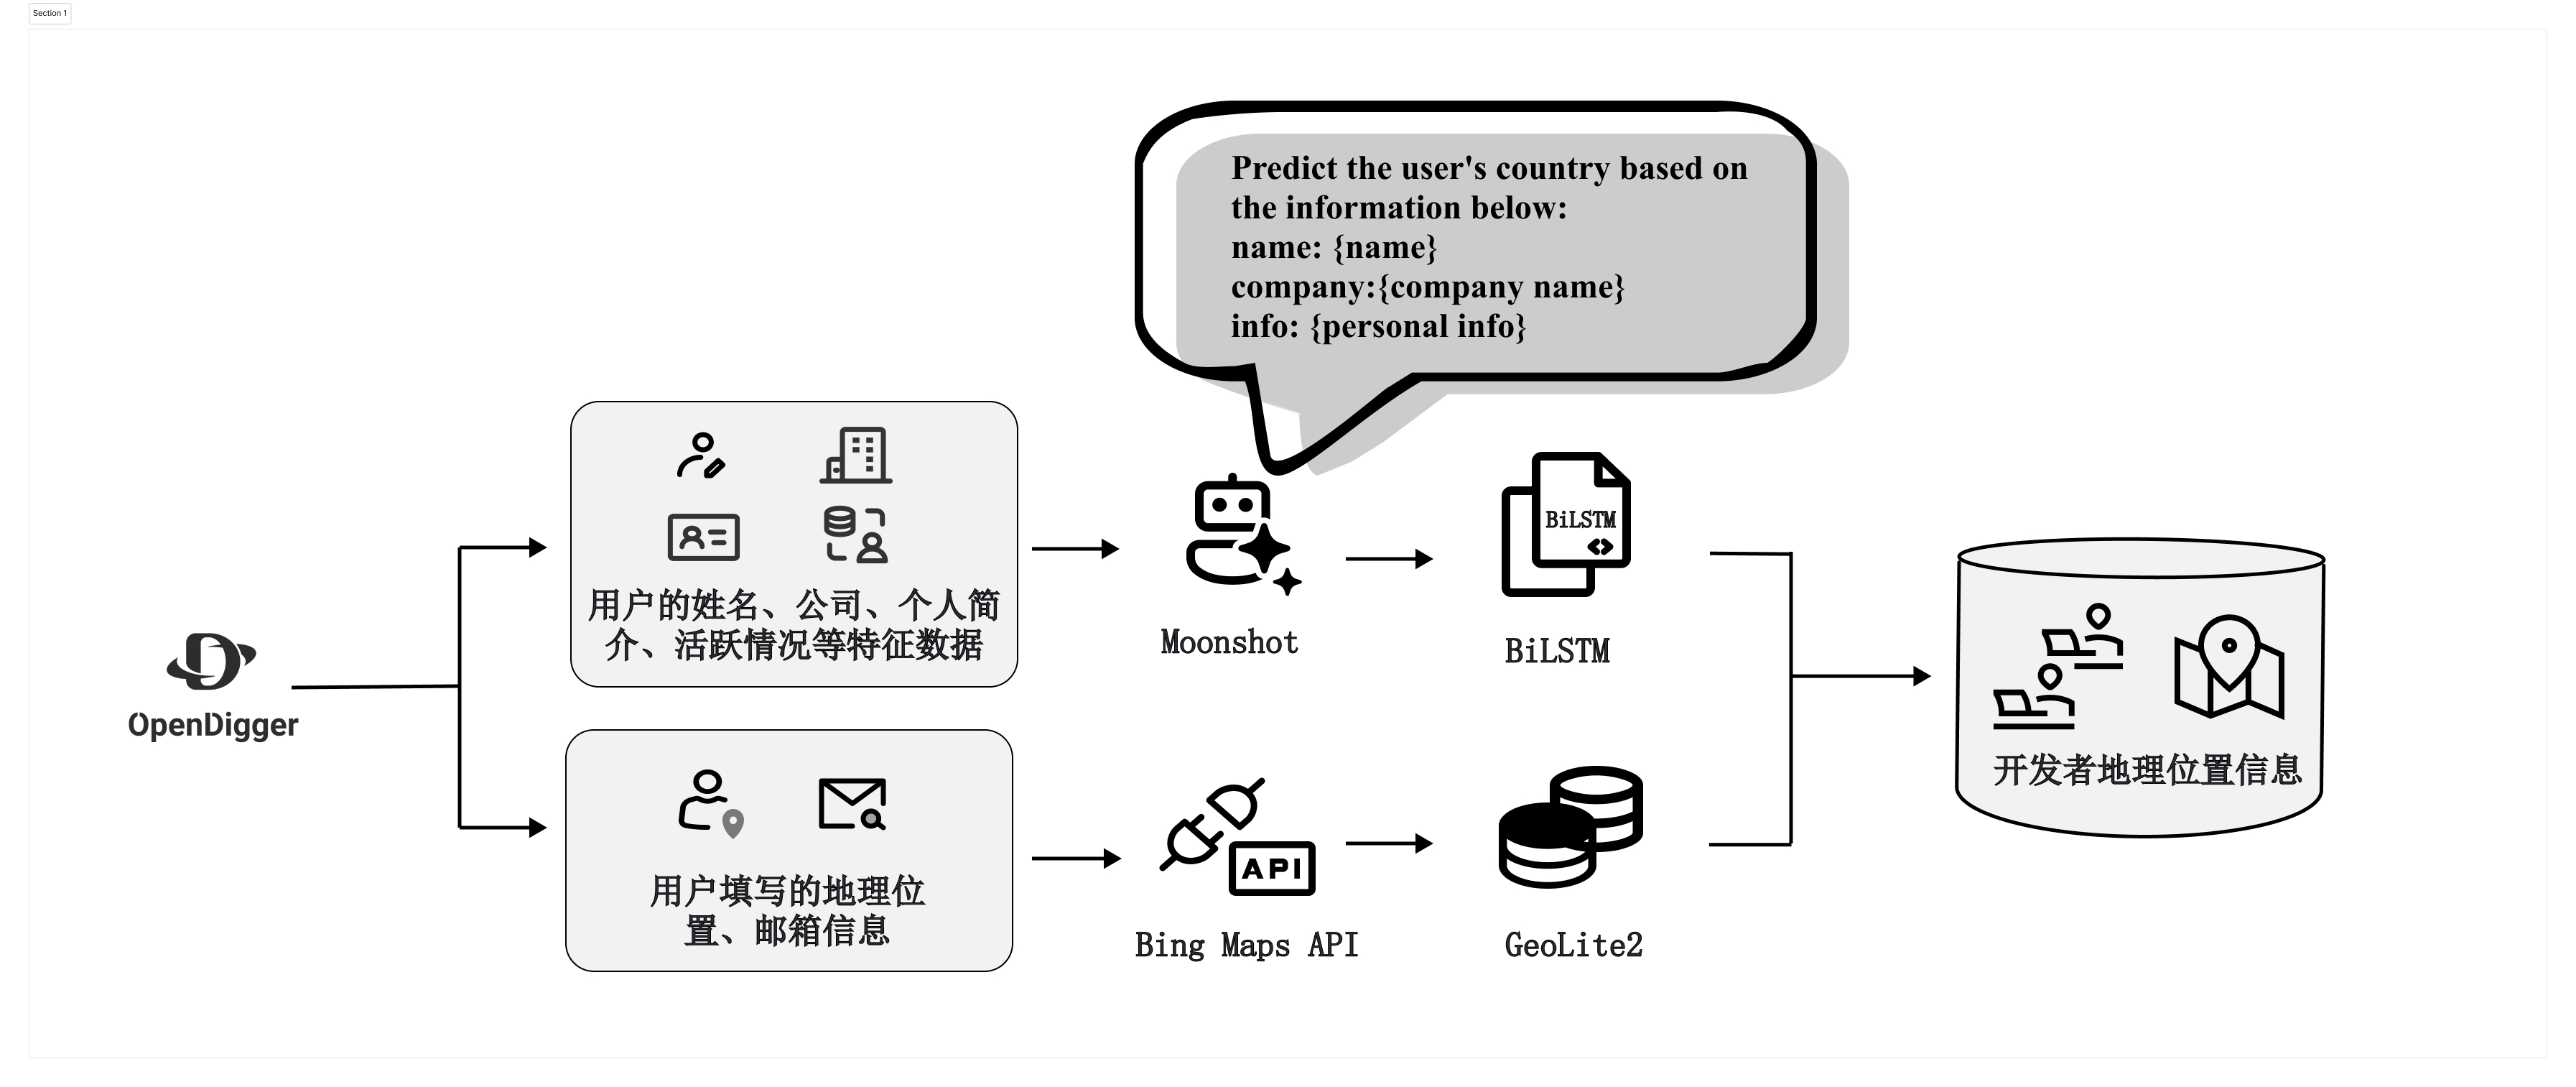 Section 1
Predict the user's country based on
the information below:
name: {name}
company:{company name}
info: {personal info}
用户的姓名、公司、个人简
介、活跃情况等特征数据
Moonshot
BiLSTM
BiLSTM
OpenDigger
用户填写的地理位
置、邮箱信息
API
Bing Maps API
GeoLite2
开发者地理位置信息